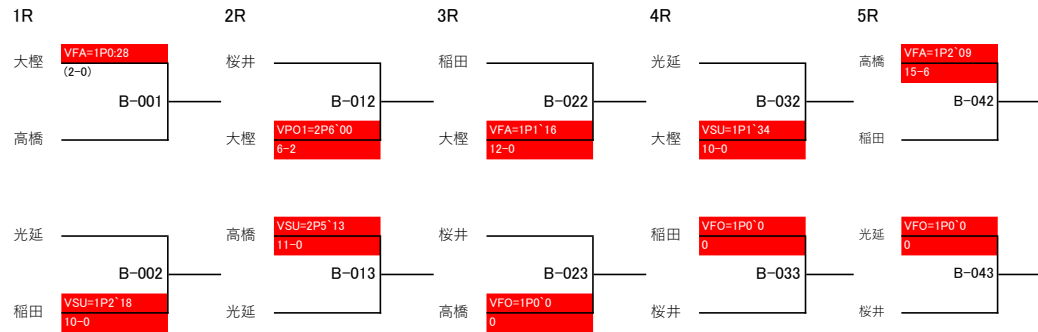 1R
2R
3R
4R
5R
大樫
VFA=1P0:28
(2-0)
B-001
高橋
桜井
B-012
大樫
VPO1=2P6`00
6-2
稲田
B-022
大樫
VFA=1P1`16
12-0
光延
B-032
大樫
VSU=1P1`34
10-0
高橋
VFA=1P2`09
15-6
B-042
稲田
光延
B-002
稲田
VSU=1P2`18
10-0
高橋
VSU=2P5`13
11-0
B-013
光延
桜井
B-023
高橋
VFO=1P0`0
0
稲田
VFO=1P0`0
0
B-033
桜井
光延
VFO=1P0`0
0
B-043
桜井